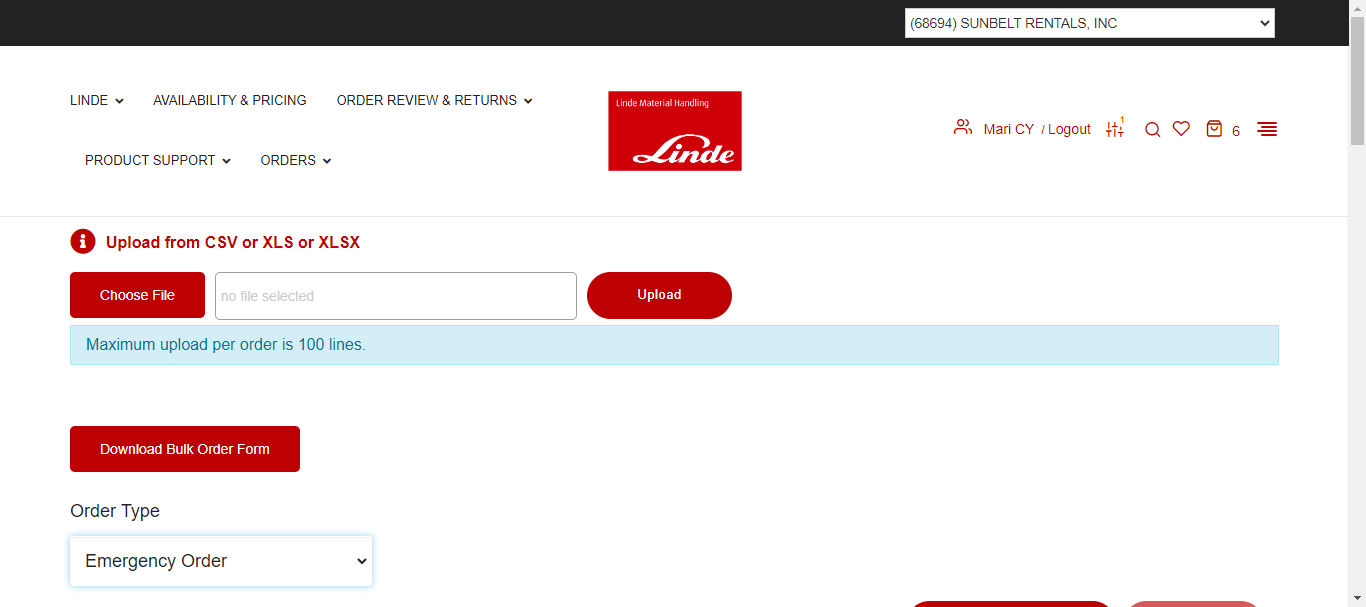 (68694) SUNBELT RENTALS, INC
LINDE
AVAILABILITY & PRICING
ORDER REVIEW & RETURNS
PRODUCT SUPPORT
ORDERS
Linde Material Handling
Linde
Mari CY / Logout
1
6
Upload from CSV or XLS or XLSX
Choose File
no file selected
Upload
Maximum upload per order is 100 lines.
Download Bulk Order Form
Order Type
Emergency Order